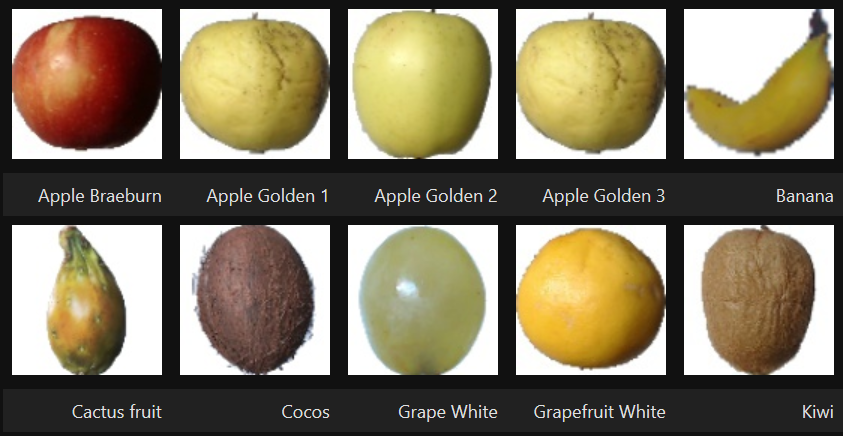 Apple Braeburn Apple Golden 1 Apple Golden 2 Apple Golden 3 Banana
Cactus fruit Cocos Grape White Grapefruit White Kiwi